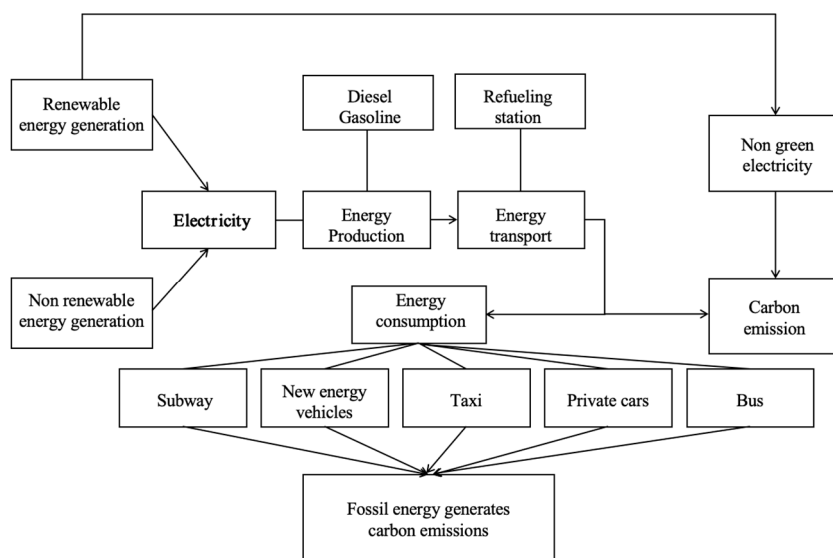 Renewable
energy generation
Diesel
Gasoline
Refueling
station
Non green
electricity
Electricity
Energy
Production
Energy
transport
Non renewable
energy generation
Energy
consumption
Carbon
emission
Subway
New energy
vehicles
Taxi
Private cars
Bus
Fossil energy generates
carbon emissions